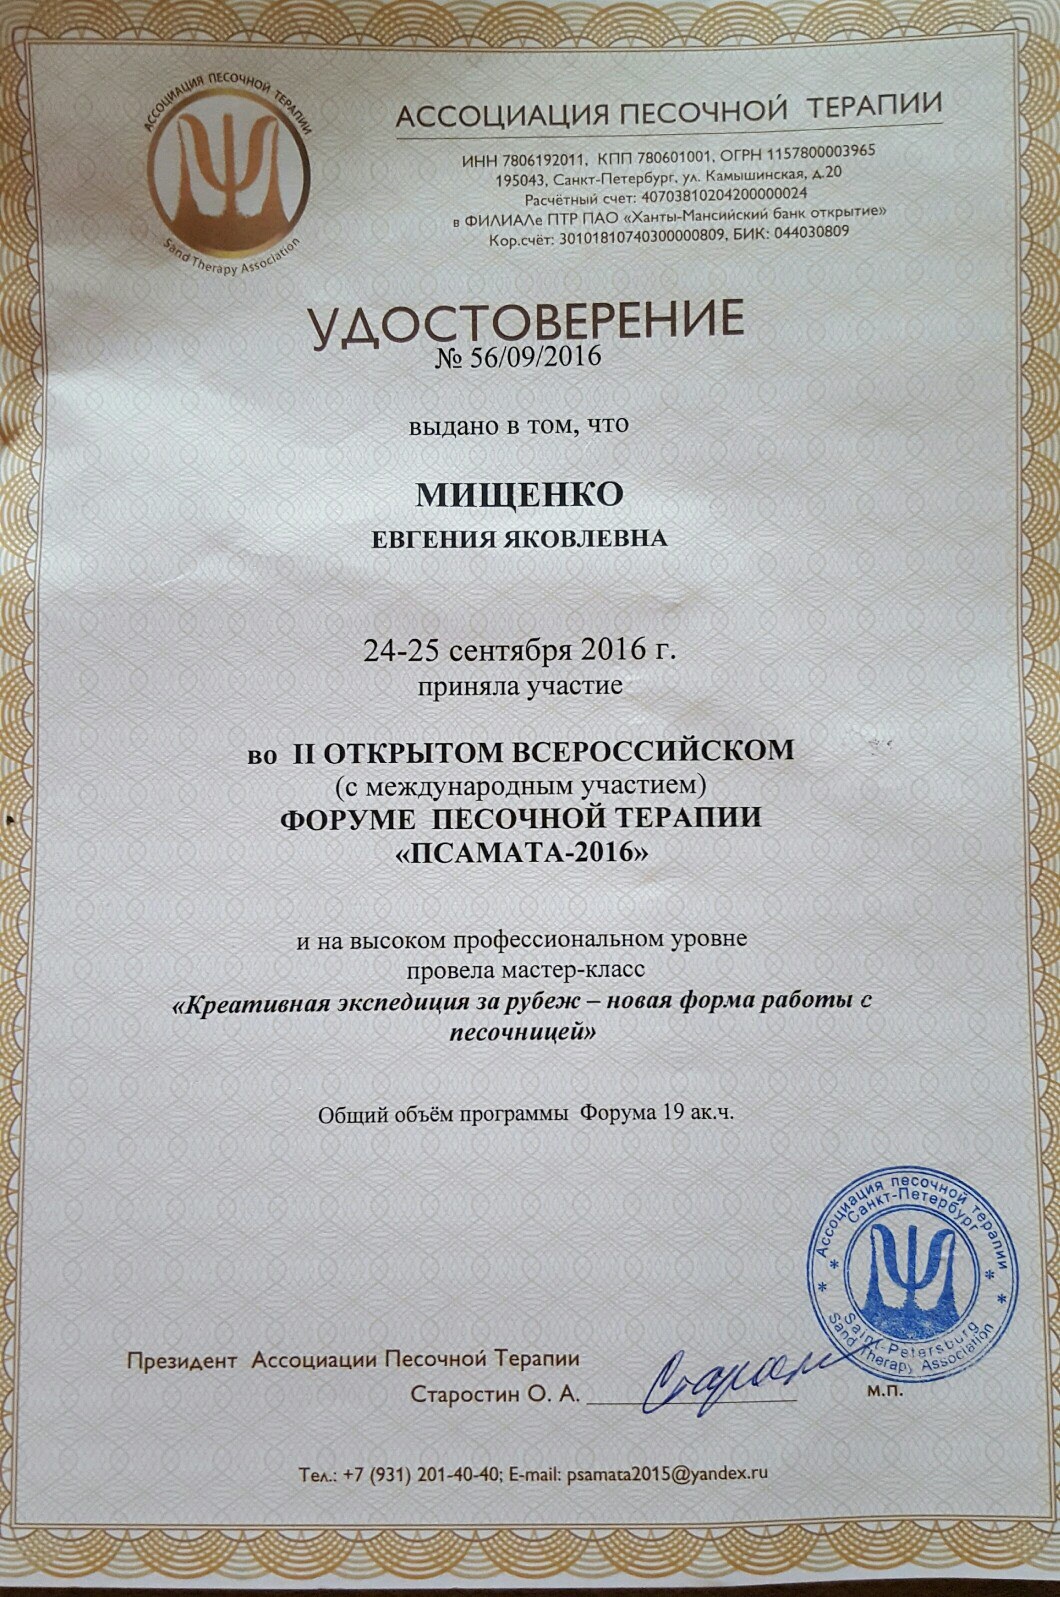 АССОЦИАЦИЯ ПЕСОЧНОЙ ТЕРАПИИ
Sand Therapy Association
АССОЦИАЦИЯ ПЕСОЧНОЙ ТЕРАПИИ
ИНН 7806192011, КПП 780601001, ОГРН 1157800003965
195043, Санкт-Петербург, ул. Камышинская, д.20
Расчётный счет: 40703810204200000024
в ФИЛИАЛе ПТР ПАО «Ханты-Мансийский банк открытие»
Кор.счёт: 30101810740300000809, БИК: 044030809
УДОСТОВЕРЕНИЕ
№ 56/09/2016
выдано в том, что
МИЩЕНКО
ЕВГЕНИЯ ЯКОВЛЕВНА
24-25 сентября 2016 г.
приняла участие
во II ОТКРЫТОМ ВСЕРОССИЙСКОМ
(с международным участием)
ФОРУМЕ ПЕСОЧНОЙ ТЕРАПИИ
«ПСАМАТА-2016»
и на высоком профессиональном уровне
провела мастер-класс
«Креативная экспедиция за рубеж – новая форма работы с
песочницей»
Общий объём программы Форума 19 ак.ч.
Ассоциация песочной терапии
Санкт-Петербург
Saint-Petersburg
Sand Therapy Association
Президент Ассоциации Песочной Терапии
Старостин О. А.
м.п.
Тел.: +7 (931) 201-40-40; E-mail: psamata2015@yandex.ru